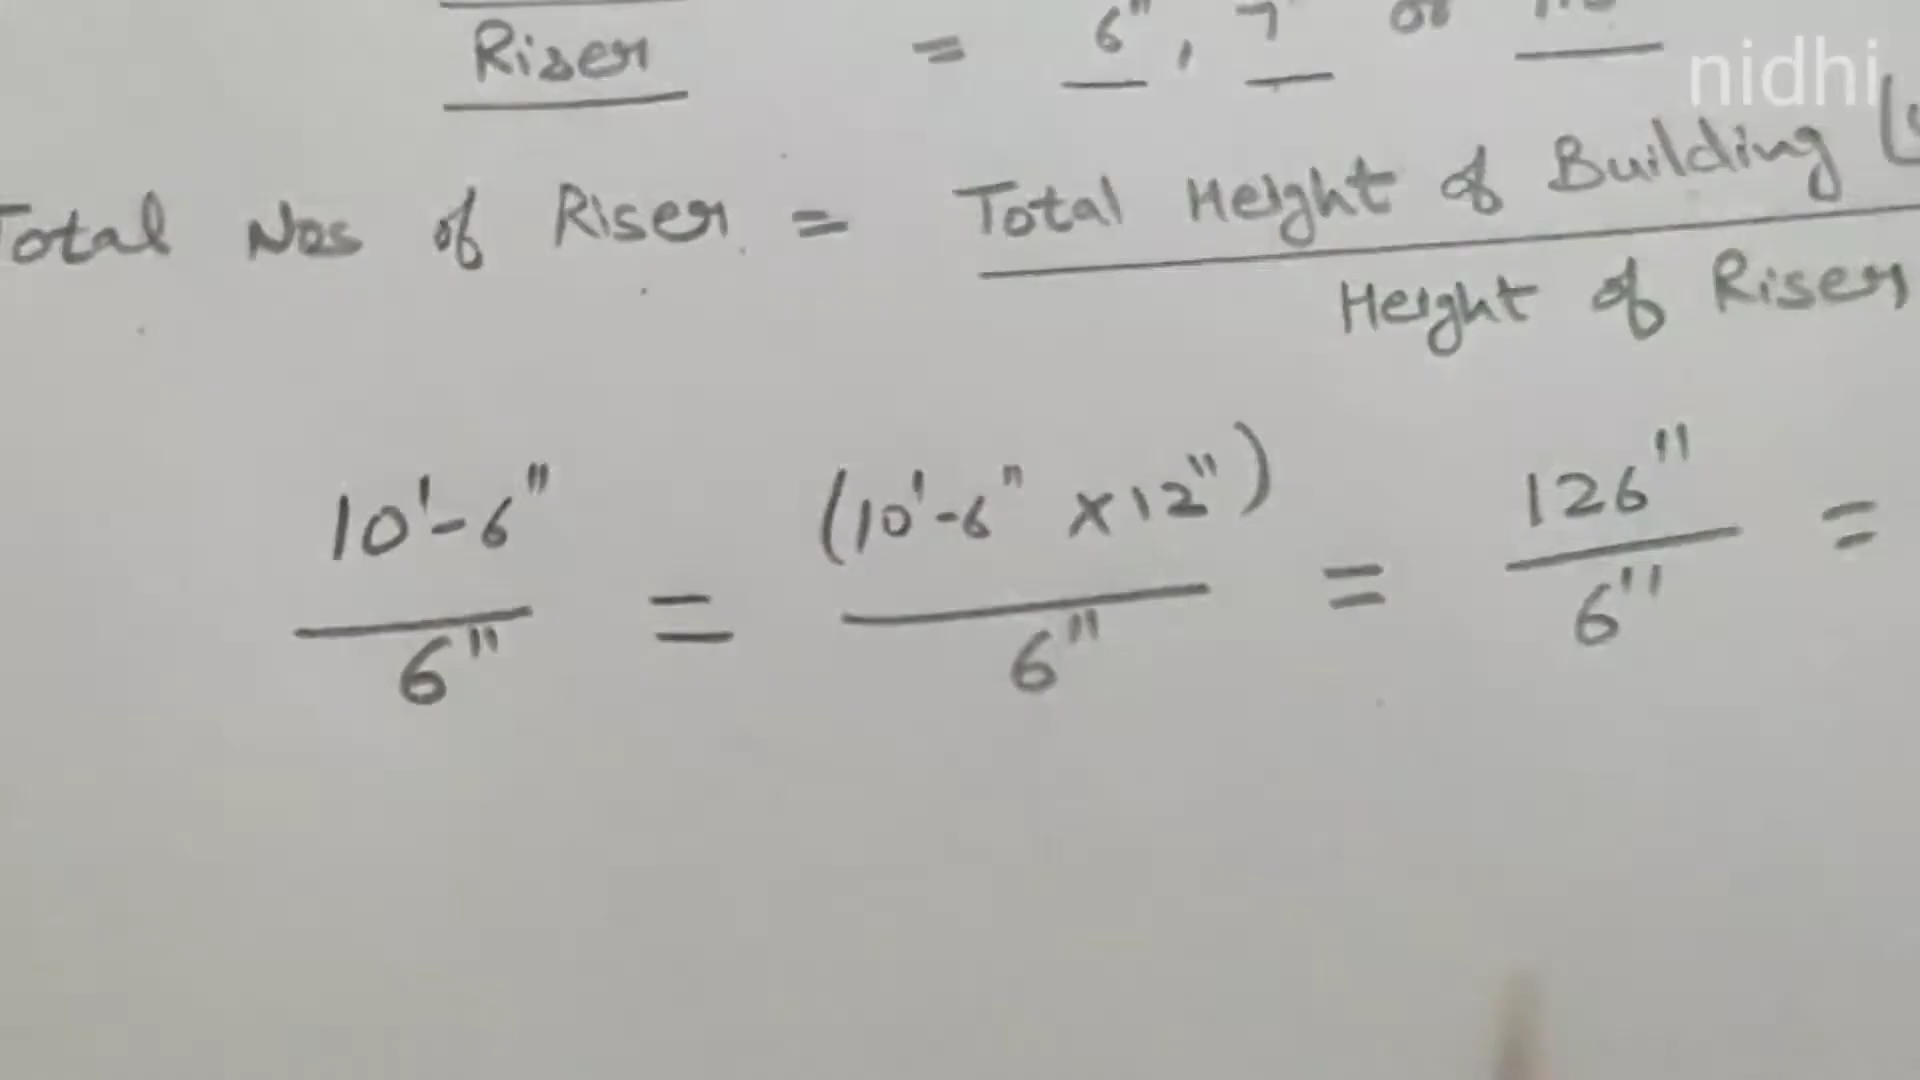 Riser = 6", 7 or
nidhi
Total Nos of Riser = Total Height of Building (
Height of Riser
10'-6" / 6" = (10'-6" x 12") / 6" = 126" / 6" =